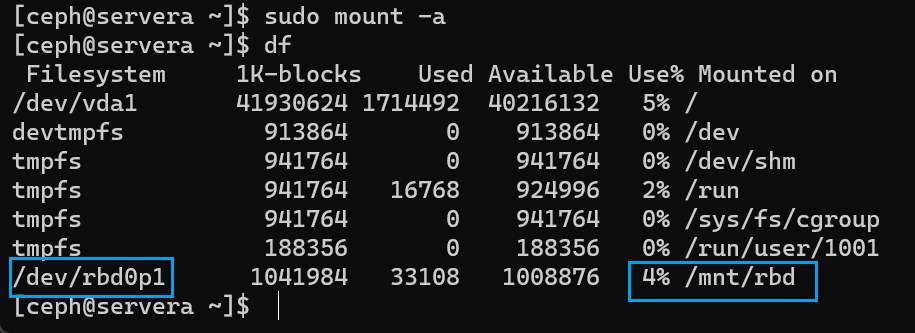 [ceph@servera ~]$ sudo mount -a
[ceph@servera ~]$ df
Filesystem     1K-blocks    Used Available Use% Mounted on
/dev/vda1       41930624 1714492  40216132   5% /
devtmpfs          913864       0    913864   0% /dev
tmpfs             941764       0    941764   0% /dev/shm
tmpfs             941764   16768    924996   2% /run
tmpfs             941764       0    941764   0% /sys/fs/cgroup
tmpfs             188356       0    188356   0% /run/user/1001
/dev/rbd0p1      1041984   33108   1008876   4% /mnt/rbd
[ceph@servera ~]$